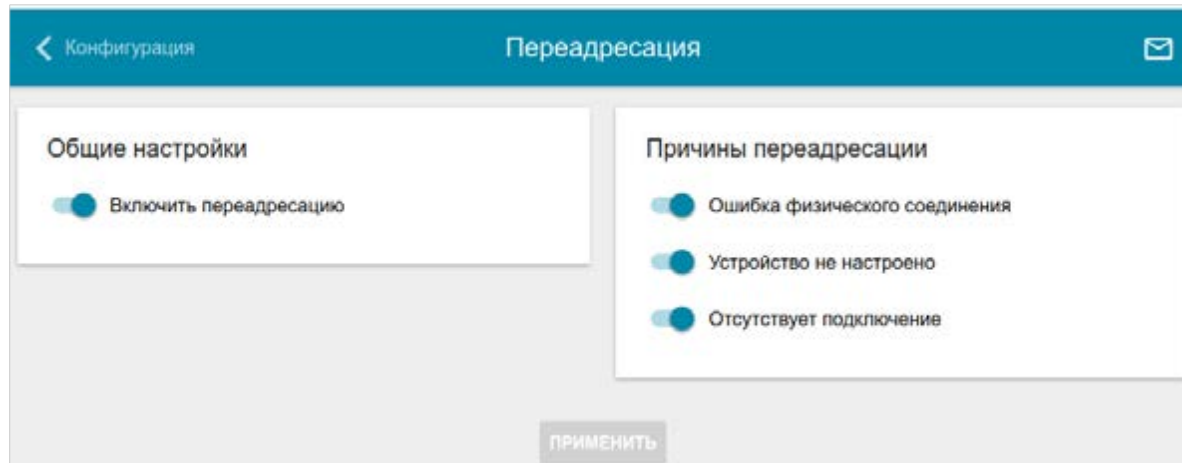 Конфигурация
Переадресация
Общие настройки
Включить переадресацию
Причины переадресации
Ошибка физического соединения
Устройство не настроено
Отсутствует подключение
ПРИМЕНИТЬ